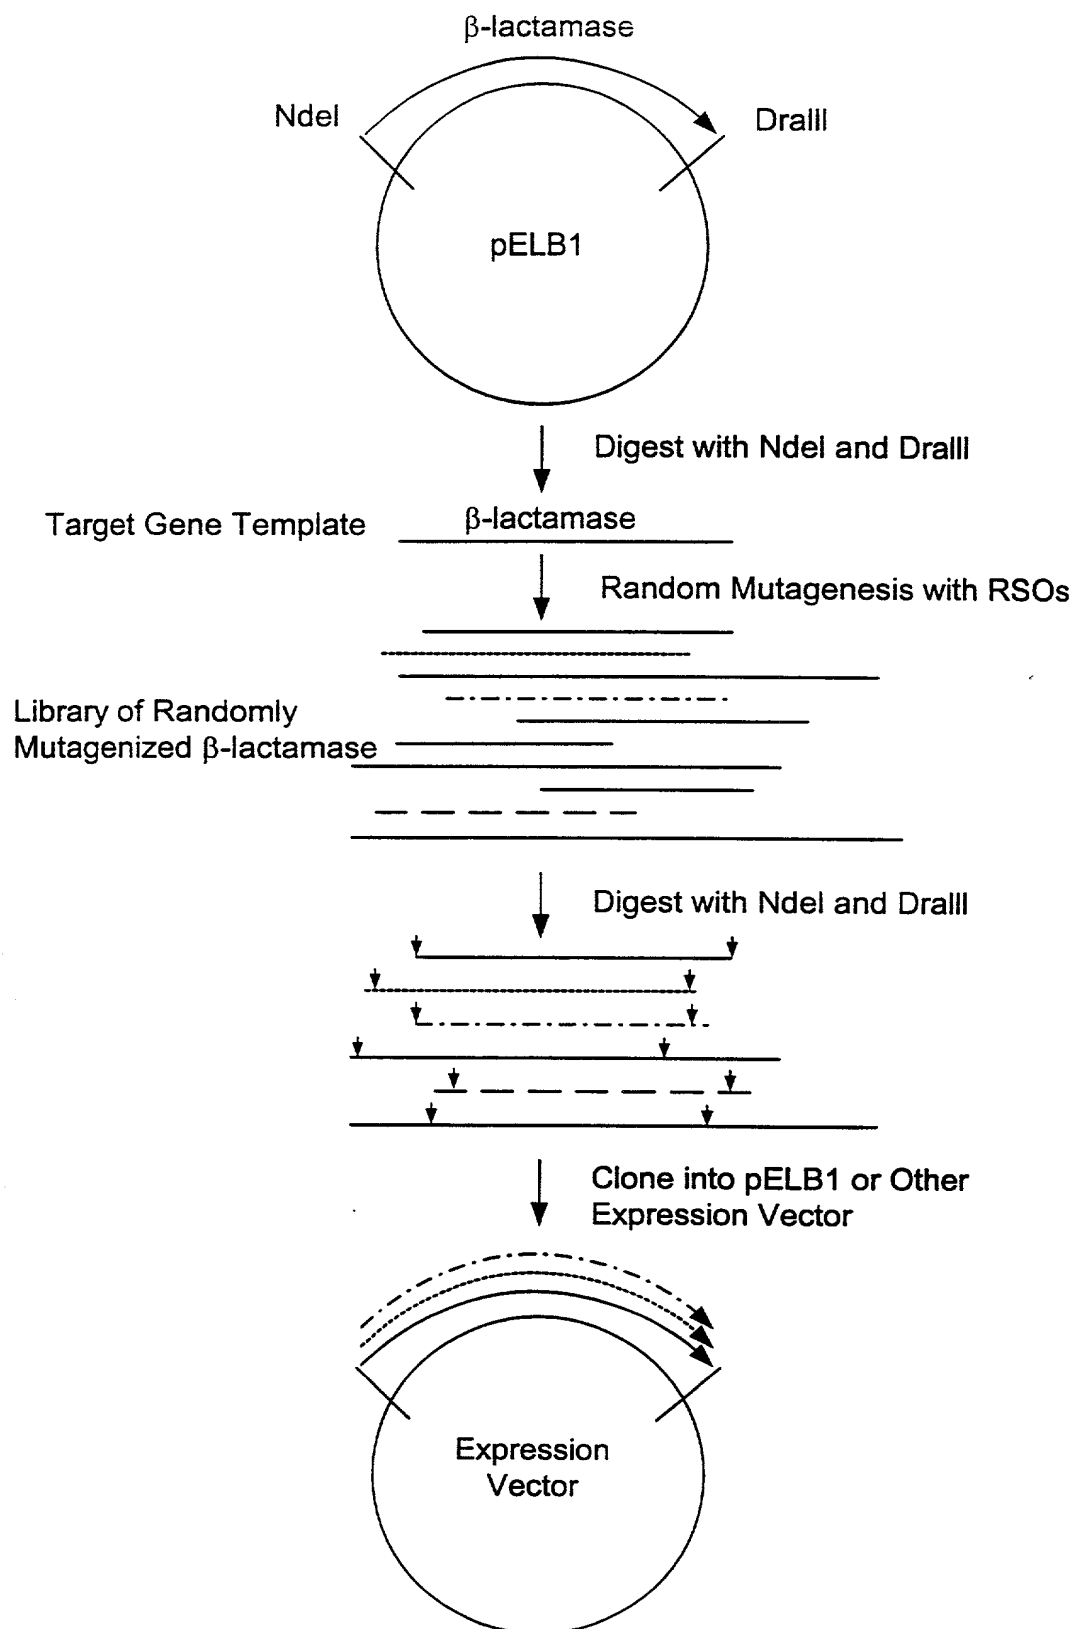 β-lactamase
NdeI
DraIII
pELB1
Digest with NdeI and DraIII
Target Gene Template
β-lactamase
Random Mutagenesis with RSOs
Library of Randomly
Mutagenized β-lactamase
Digest with NdeI and DraIII
Clone into pELB1 or Other
Expression Vector
Expression
Vector